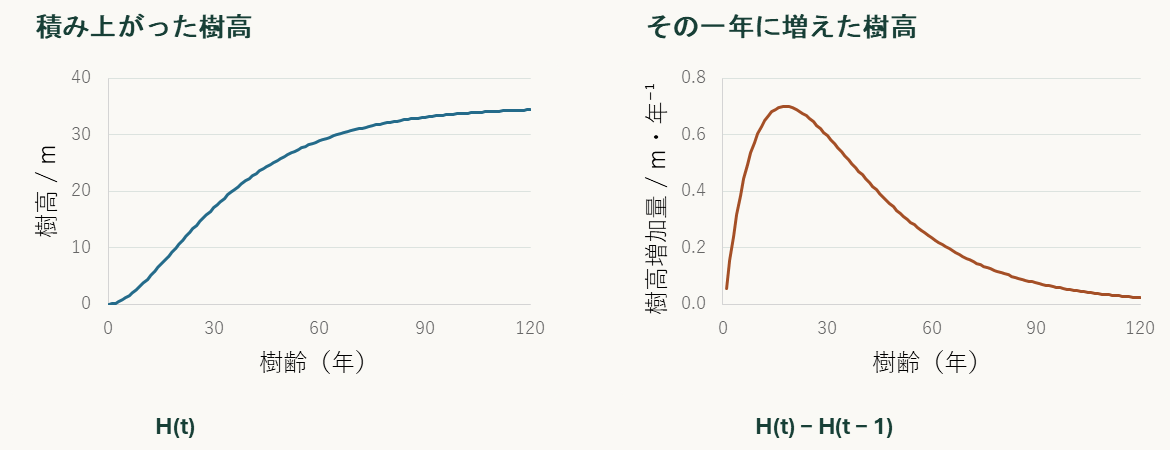 積み上がった樹高
40
30
20
10
0
樹高 / m
0 30 60 90 120
樹齢（年）
H(t)
その一年に増えた樹高
0.8
0.6
0.4
0.2
0.0
樹高増加量 / m・年⁻¹
0 30 60 90 120
樹齢（年）
H(t) − H(t − 1)